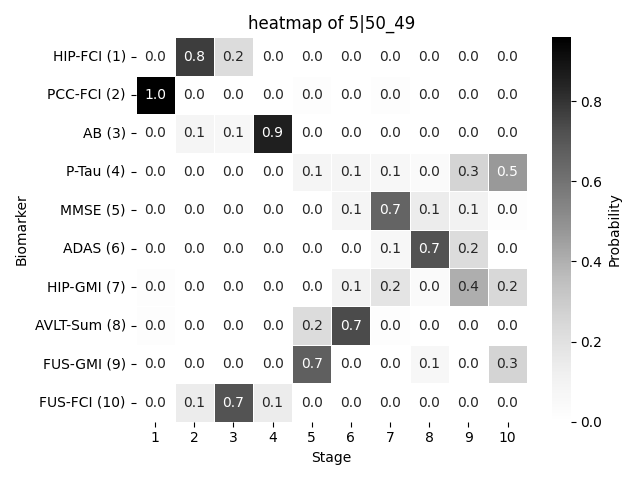 heatmap of 5|50_49
HIP-FCI (1) 0.0 0.8 0.2 0.0 0.0 0.0 0.0 0.0 0.0 0.0
PCC-FCI (2) 1.0 0.0 0.0 0.0 0.0 0.0 0.0 0.0 0.0 0.0
AB (3) 0.0 0.1 0.1 0.9 0.0 0.0 0.0 0.0 0.0 0.0
P-Tau (4) 0.0 0.0 0.0 0.0 0.1 0.1 0.1 0.0 0.3 0.5
MMSE (5) 0.0 0.0 0.0 0.0 0.0 0.1 0.7 0.1 0.1 0.0
ADAS (6) 0.0 0.0 0.0 0.0 0.0 0.0 0.1 0.7 0.2 0.0
HIP-GMI (7) 0.0 0.0 0.0 0.0 0.0 0.1 0.2 0.0 0.4 0.2
AVLT-Sum (8) 0.0 0.0 0.0 0.0 0.2 0.7 0.0 0.0 0.0 0.0
FUS-GMI (9) 0.0 0.0 0.0 0.0 0.7 0.0 0.0 0.1 0.0 0.3
FUS-FCI (10) 0.0 0.1 0.7 0.1 0.0 0.0 0.0 0.0 0.0 0.0
1 2 3 4 5 6 7 8 9 10
Stage
Biomarker
0.8
0.6
0.4
0.2
0.0
Probability